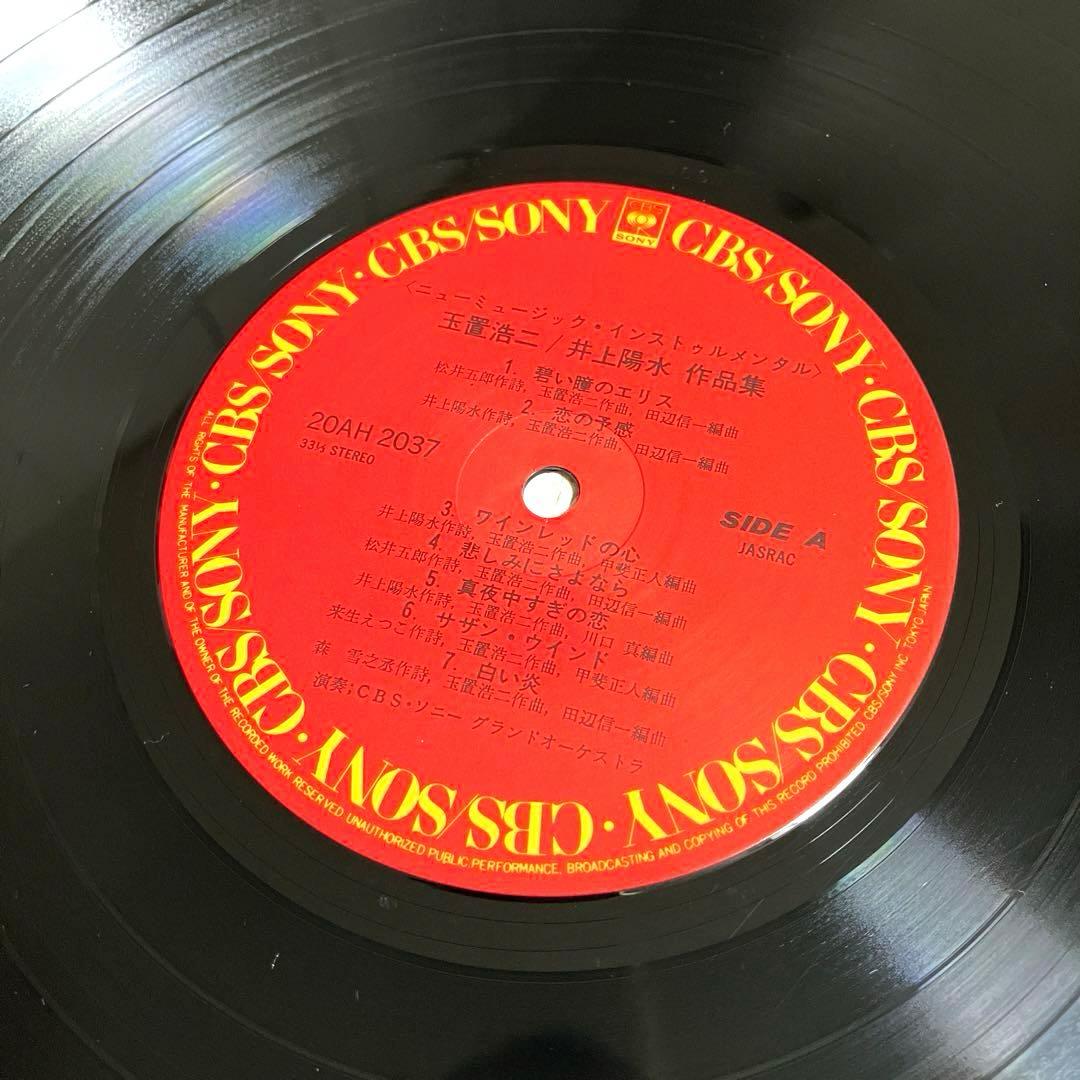 CBS/SONY · CBS/SONY · CBS/SONY · CBS/SONY · CBS/SONY · CBS/SONY · CBS/SONY · CBS/SONY · CBS/SONY
CBS
SONY
〈ニューミュージック・インストゥルメンタル〉
玉置浩二/井上陽水 作品集
1. 碧い瞳のエリス
松井五郎作詩, 玉置浩二作曲, 田辺信一編曲
2. 恋の予感
井上陽水作詩, 玉置浩二作曲, 田辺信一編曲
20AH 2037
33⅓ STEREO
SIDE A
JASRAC
3. ワインレッドの心
井上陽水作詩, 玉置浩二作曲, 甲斐正人編曲
4. 悲しみにさよなら
松井五郎作詩, 玉置浩二作曲, 田辺信一編曲
5. 真夜中すぎの恋
井上陽水作詩, 玉置浩二作曲, 川口 真編曲
6. サザン・ウインド
来生えつこ作詩, 玉置浩二作曲, 甲斐正人編曲
7. 白い炎
森 雪之丞作詩, 玉置浩二作曲, 田辺信一編曲
演奏；CBS・ソニー グランドオーケストラ
ALL RIGHTS OF THE MANUFACTURER AND OF THE OWNER OF THE RECORDED WORK RESERVED. UNAUTHORIZED PUBLIC PERFORMANCE. BROADCASTING AND COPYING OF THIS RECORD PROHIBITED. CBS/SONY INC. TOKYO. JAPAN